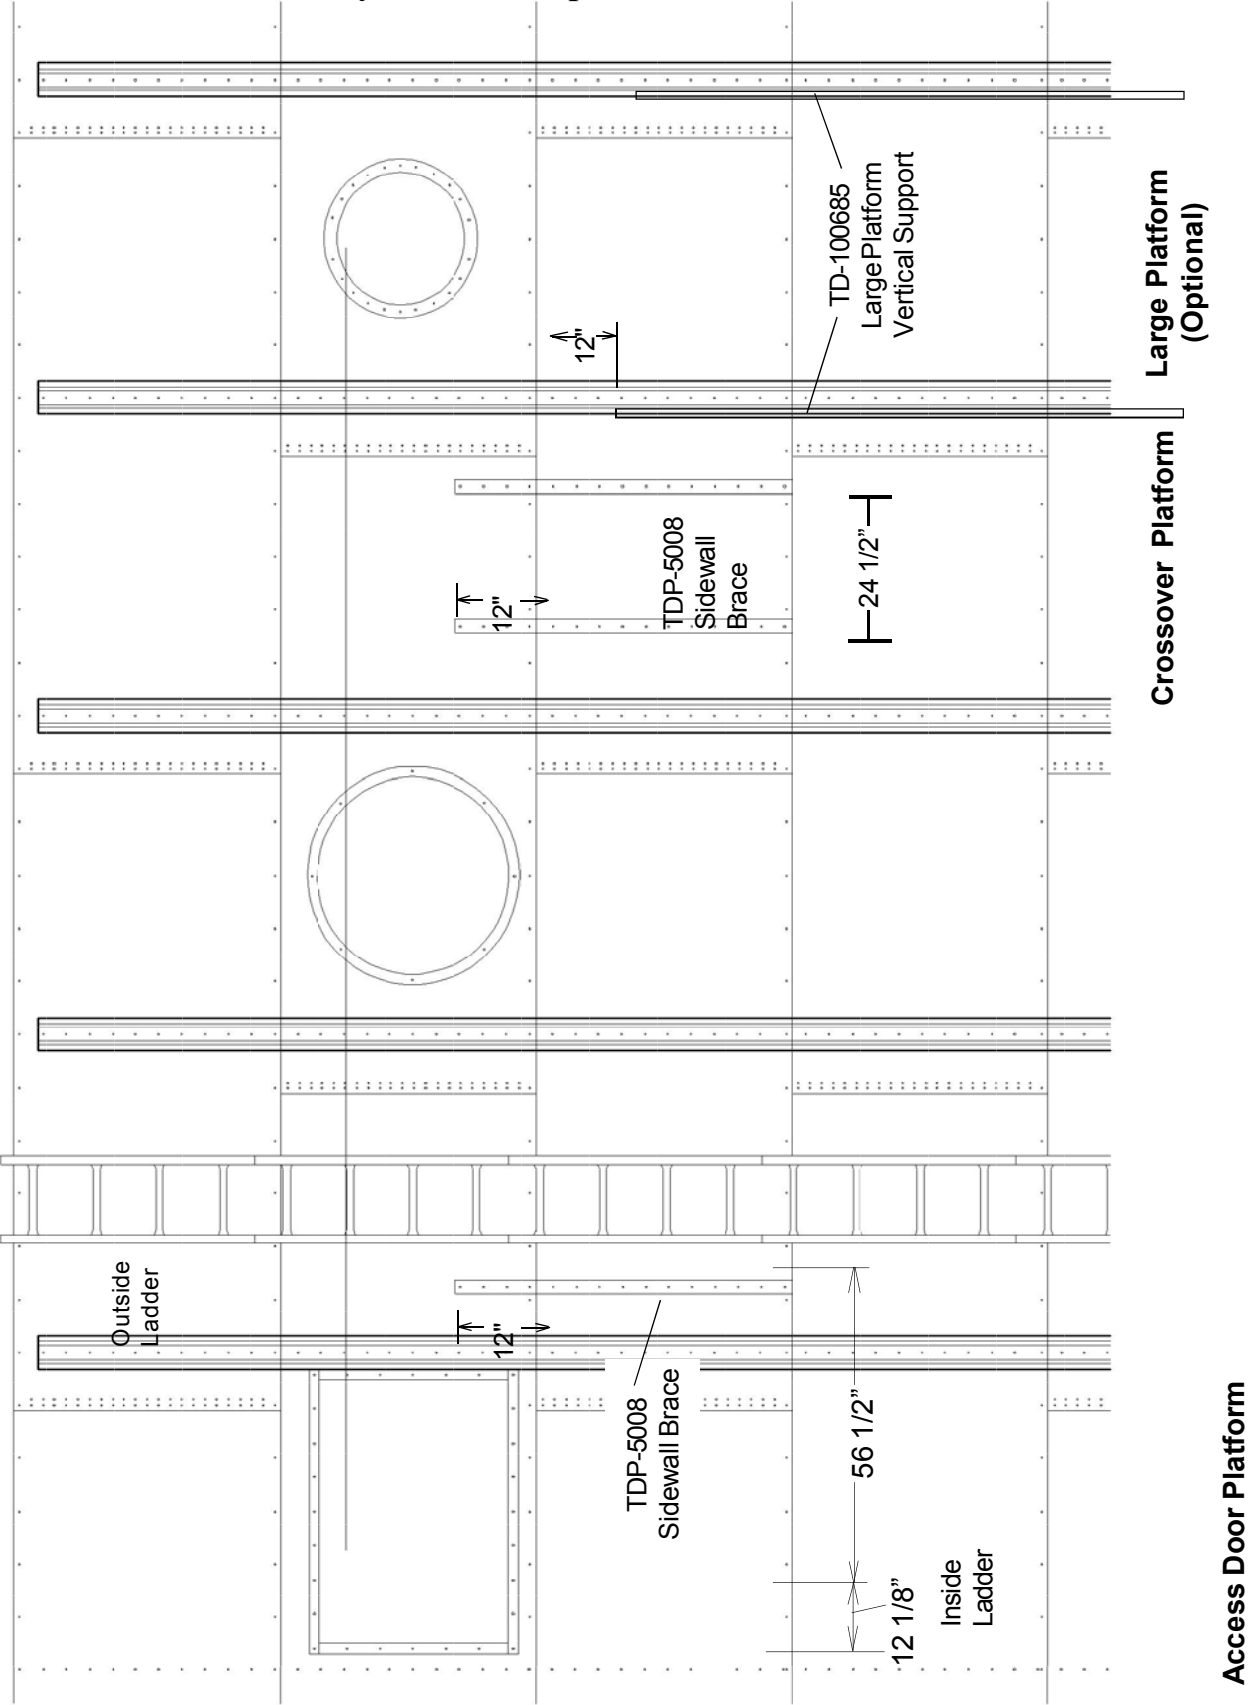 Outside
Ladder
12"
12"
12"
TDP-5008
Sidewall Brace
TDP-5008
Sidewall
Brace
TD-100685
Large Platform
Vertical Support
56 1/2”
24 1/2”
12 1/8”
Inside
Ladder
Access Door Platform
Crossover Platform
Large Platform
(Optional)